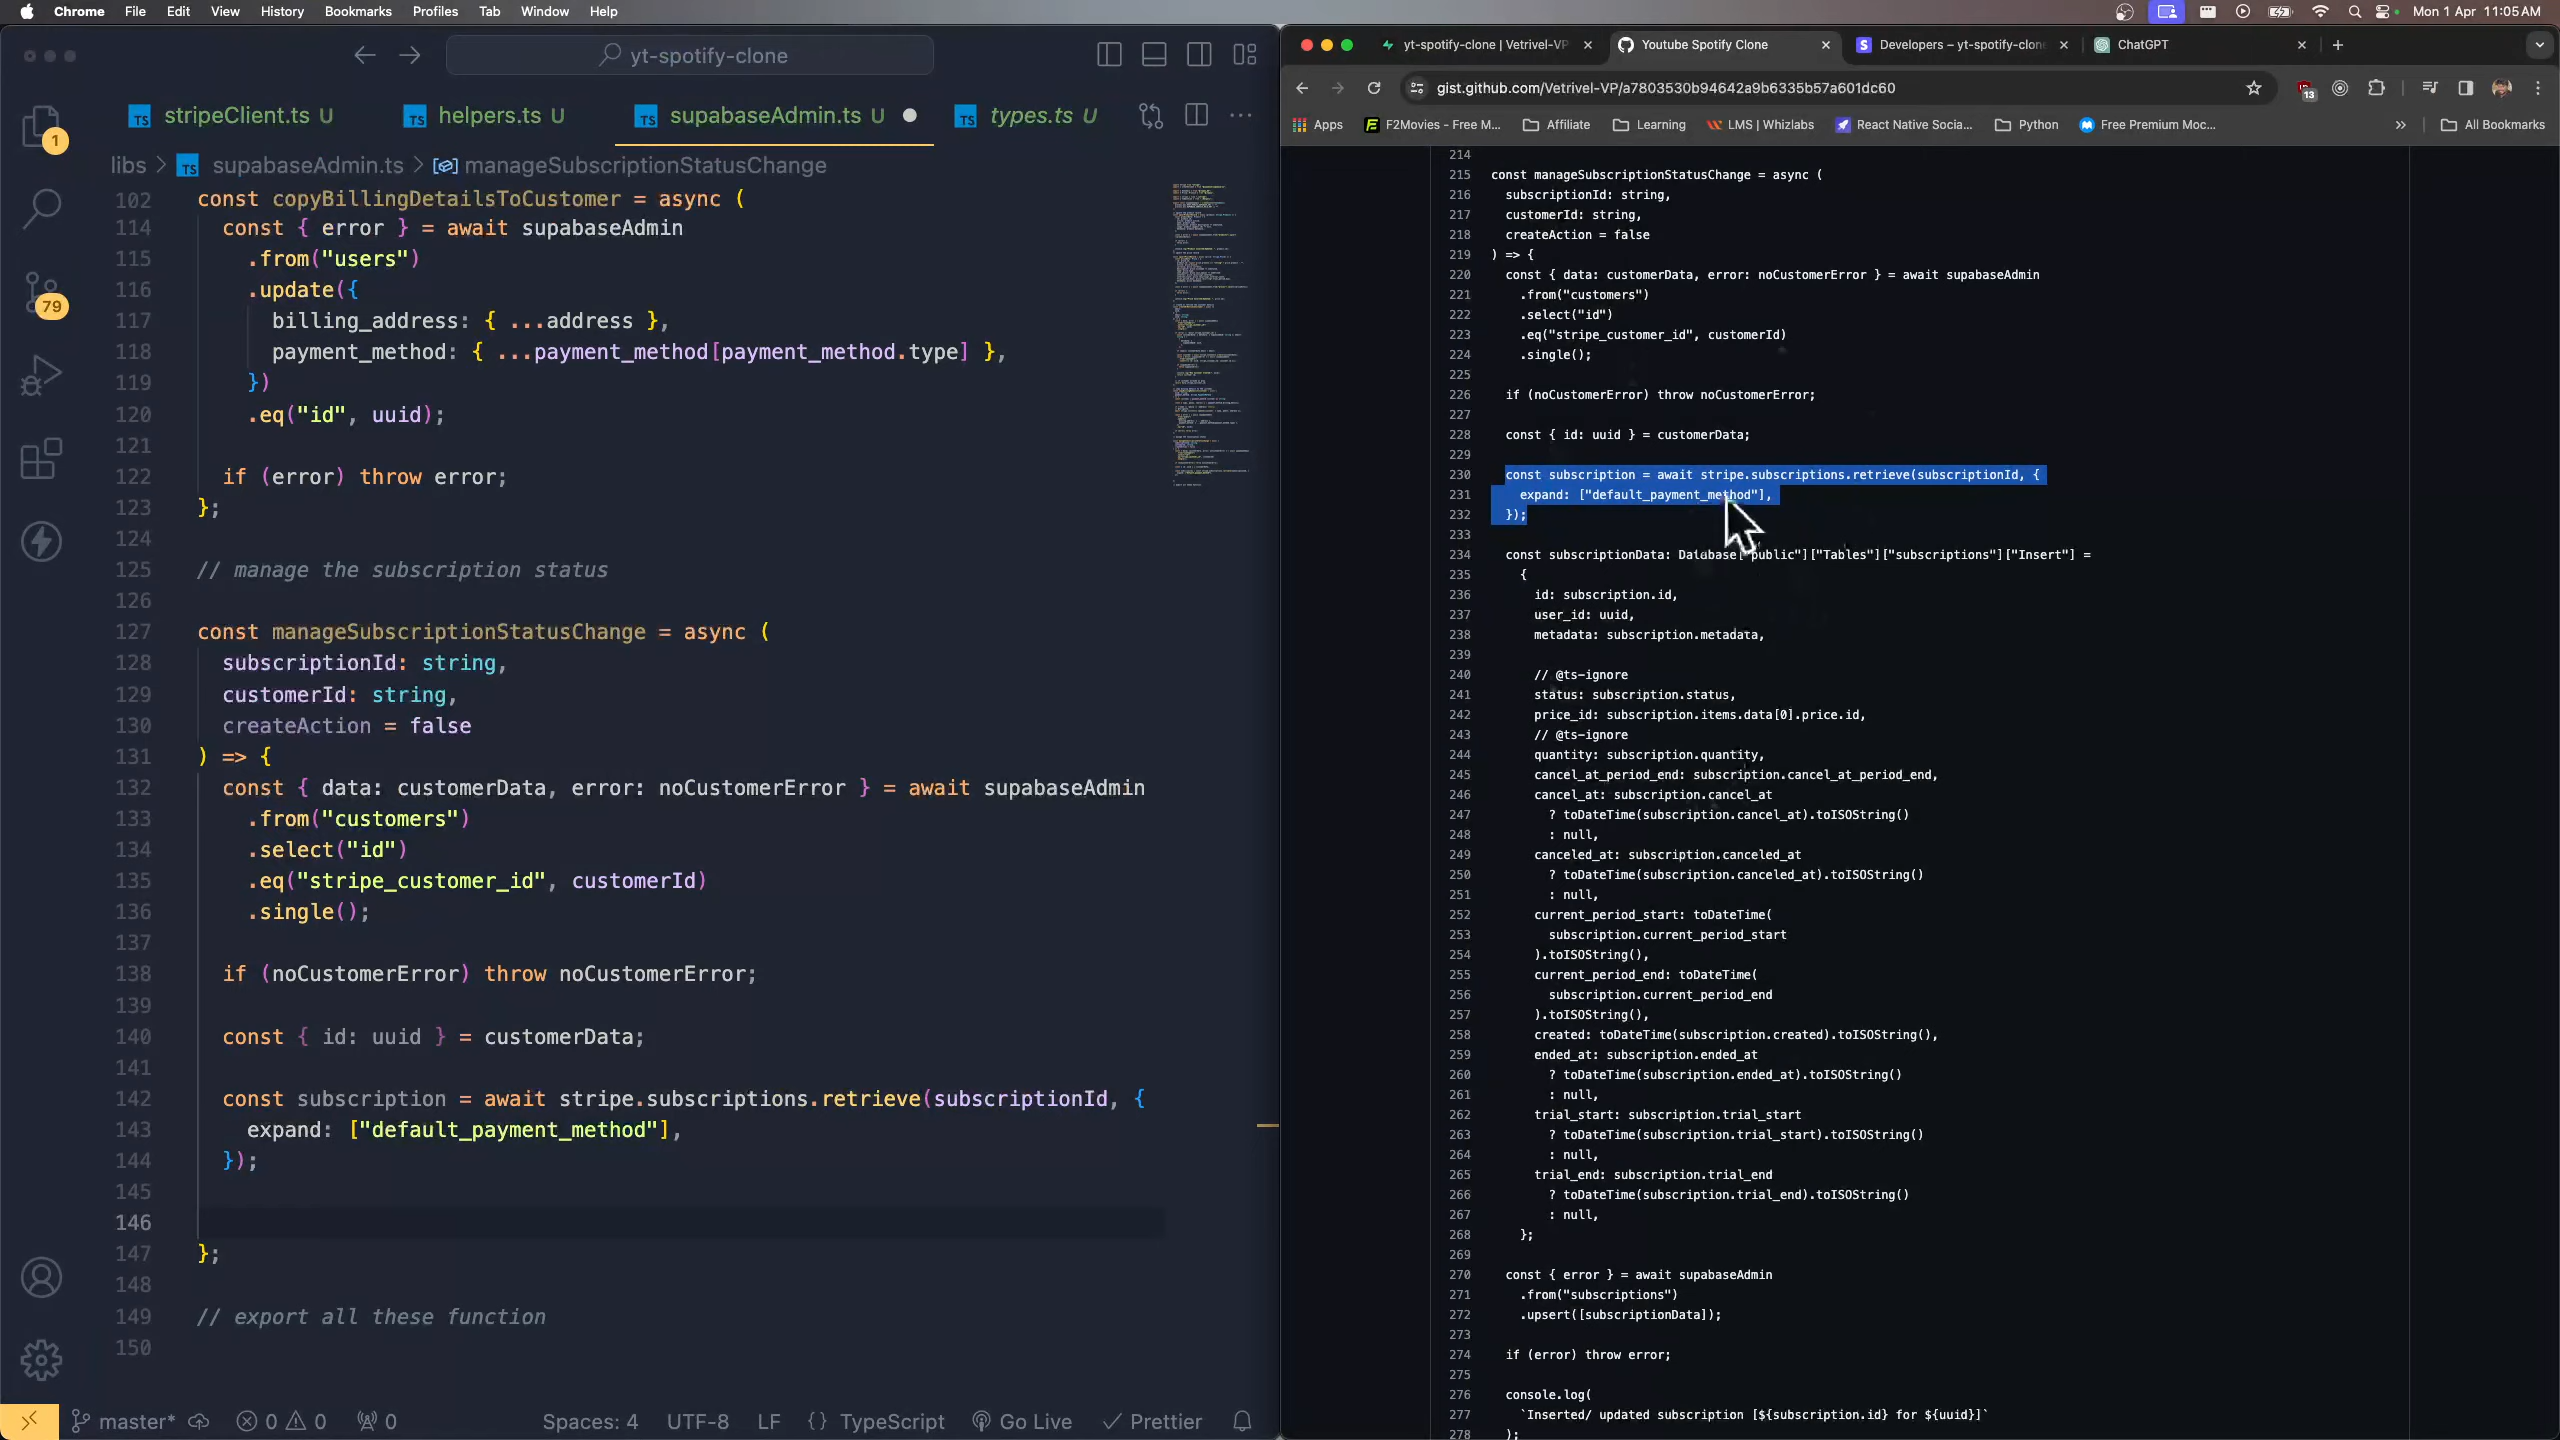 Chrome File Edit View History Bookmarks Profiles Tab Window Help
Mon 1 Apr 11:05 AM
yt-spotify-clone
stripeClient.ts U
helpers.ts U
supabaseAdmin.ts U
types.ts U
libs > supabaseAdmin.ts > manageSubscriptionStatusChange
102 const copyBillingDetailsToCustomer = async (
114 const { error } = await supabaseAdmin
115 .from("users")
116 .update({
117 billing_address: { ...address },
118 payment_method: { ...payment_method[payment_method.type] },
119 })
120 .eq("id", uuid);
121
122 if (error) throw error;
123 };
124
125 // manage the subscription status
126
127 const manageSubscriptionStatusChange = async (
128 subscriptionId: string,
129 customerId: string,
130 createAction = false
131 ) => {
132 const { data: customerData, error: noCustomerError } = await supabaseAdmin
133 .from("customers")
134 .select("id")
135 .eq("stripe_customer_id", customerId)
136 .single();
137
138 if (noCustomerError) throw noCustomerError;
139
140 const { id: uuid } = customerData;
141
142 const subscription = await stripe.subscriptions.retrieve(subscriptionId, {
143 expand: ["default_payment_method"],
144 });
145
146
147 };
148
149 // export all these function
150
1
79
master* 0 0 0 Spaces: 4 UTF-8 LF {} TypeScript Go Live Prettier
yt-spotify-clone | Vetrivel-VP
Youtube Spotify Clone
Developers – yt-spotify-clone
ChatGPT
gist.github.com/Vetrivel-VP/a7803530b94642a9b6335b57a601dc60
13
Apps F2Movies - Free M... Affiliate Learning LMS | Whizlabs React Native Socia... Python Free Premium Moc... » All Bookmarks
214
215 const manageSubscriptionStatusChange = async (
216 subscriptionId: string,
217 customerId: string,
218 createAction = false
219 ) => {
220 const { data: customerData, error: noCustomerError } = await supabaseAdmin
221 .from("customers")
222 .select("id")
223 .eq("stripe_customer_id", customerId)
224 .single();
225
226 if (noCustomerError) throw noCustomerError;
227
228 const { id: uuid } = customerData;
229
230 const subscription = await stripe.subscriptions.retrieve(subscriptionId, {
231 expand: ["default_payment_method"],
232 });
233
234 const subscriptionData: Database["public"]["Tables"]["subscriptions"]["Insert"] =
235 {
236 id: subscription.id,
237 user_id: uuid,
238 metadata: subscription.metadata,
239
240 // @ts-ignore
241 status: subscription.status,
242 price_id: subscription.items.data[0].price.id,
243 // @ts-ignore
244 quantity: subscription.quantity,
245 cancel_at_period_end: subscription.cancel_at_period_end,
246 cancel_at: subscription.cancel_at
247 ? toDateTime(subscription.cancel_at).toISOString()
248 : null,
249 canceled_at: subscription.canceled_at
250 ? toDateTime(subscription.canceled_at).toISOString()
251 : null,
252 current_period_start: toDateTime(
253 subscription.current_period_start
254 ).toISOString(),
255 current_period_end: toDateTime(
256 subscription.current_period_end
257 ).toISOString(),
258 created: toDateTime(subscription.created).toISOString(),
259 ended_at: subscription.ended_at
260 ? toDateTime(subscription.ended_at).toISOString()
261 : null,
262 trial_start: subscription.trial_start
263 ? toDateTime(subscription.trial_start).toISOString()
264 : null,
265 trial_end: subscription.trial_end
266 ? toDateTime(subscription.trial_end).toISOString()
267 : null,
268 };
269
270 const { error } = await supabaseAdmin
271 .from("subscriptions")
272 .upsert([subscriptionData]);
273
274 if (error) throw error;
275
276 console.log(
277 `Inserted/ updated subscription [${subscription.id} for ${uuid}]`
278 );